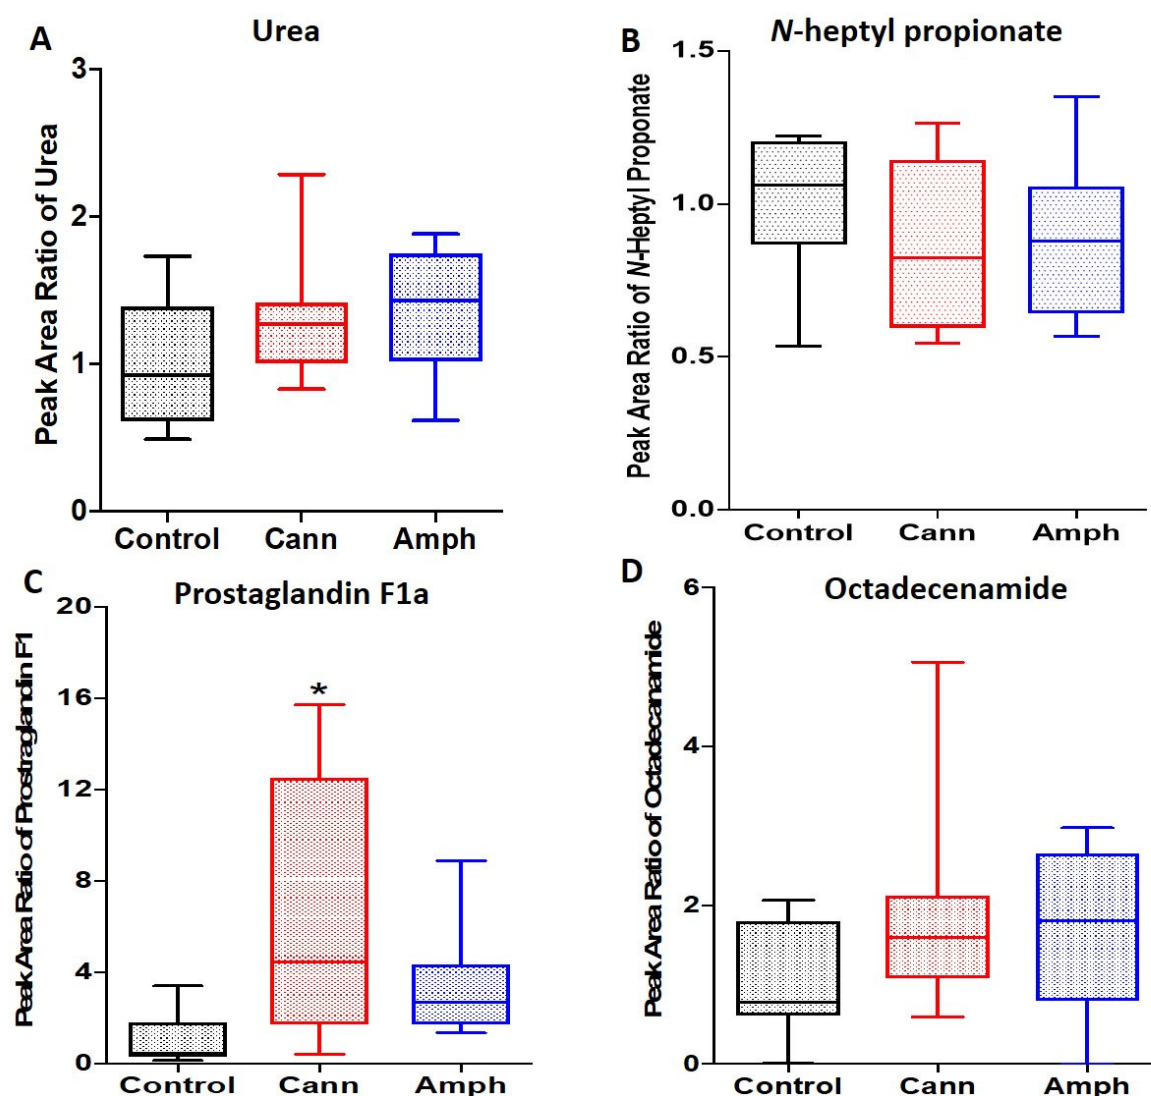 A
Urea
Peak Area Ratio of Urea
3
2
1
0
Control Cann Amph
B
N-heptyl propionate
Peak Area Ratio of N-Heptyl Proponate
1.5
1.0
0.5
0.0
Control Cann Amph
C
Prostaglandin F1a
Peak Area Ratio of Prostraglandin F1
20
16
12
8
4
0
*
Control Cann Amph
D
Octadecenamide
Peak Area Ratio of Octadecanamide
6
4
2
0
Control Cann Amph